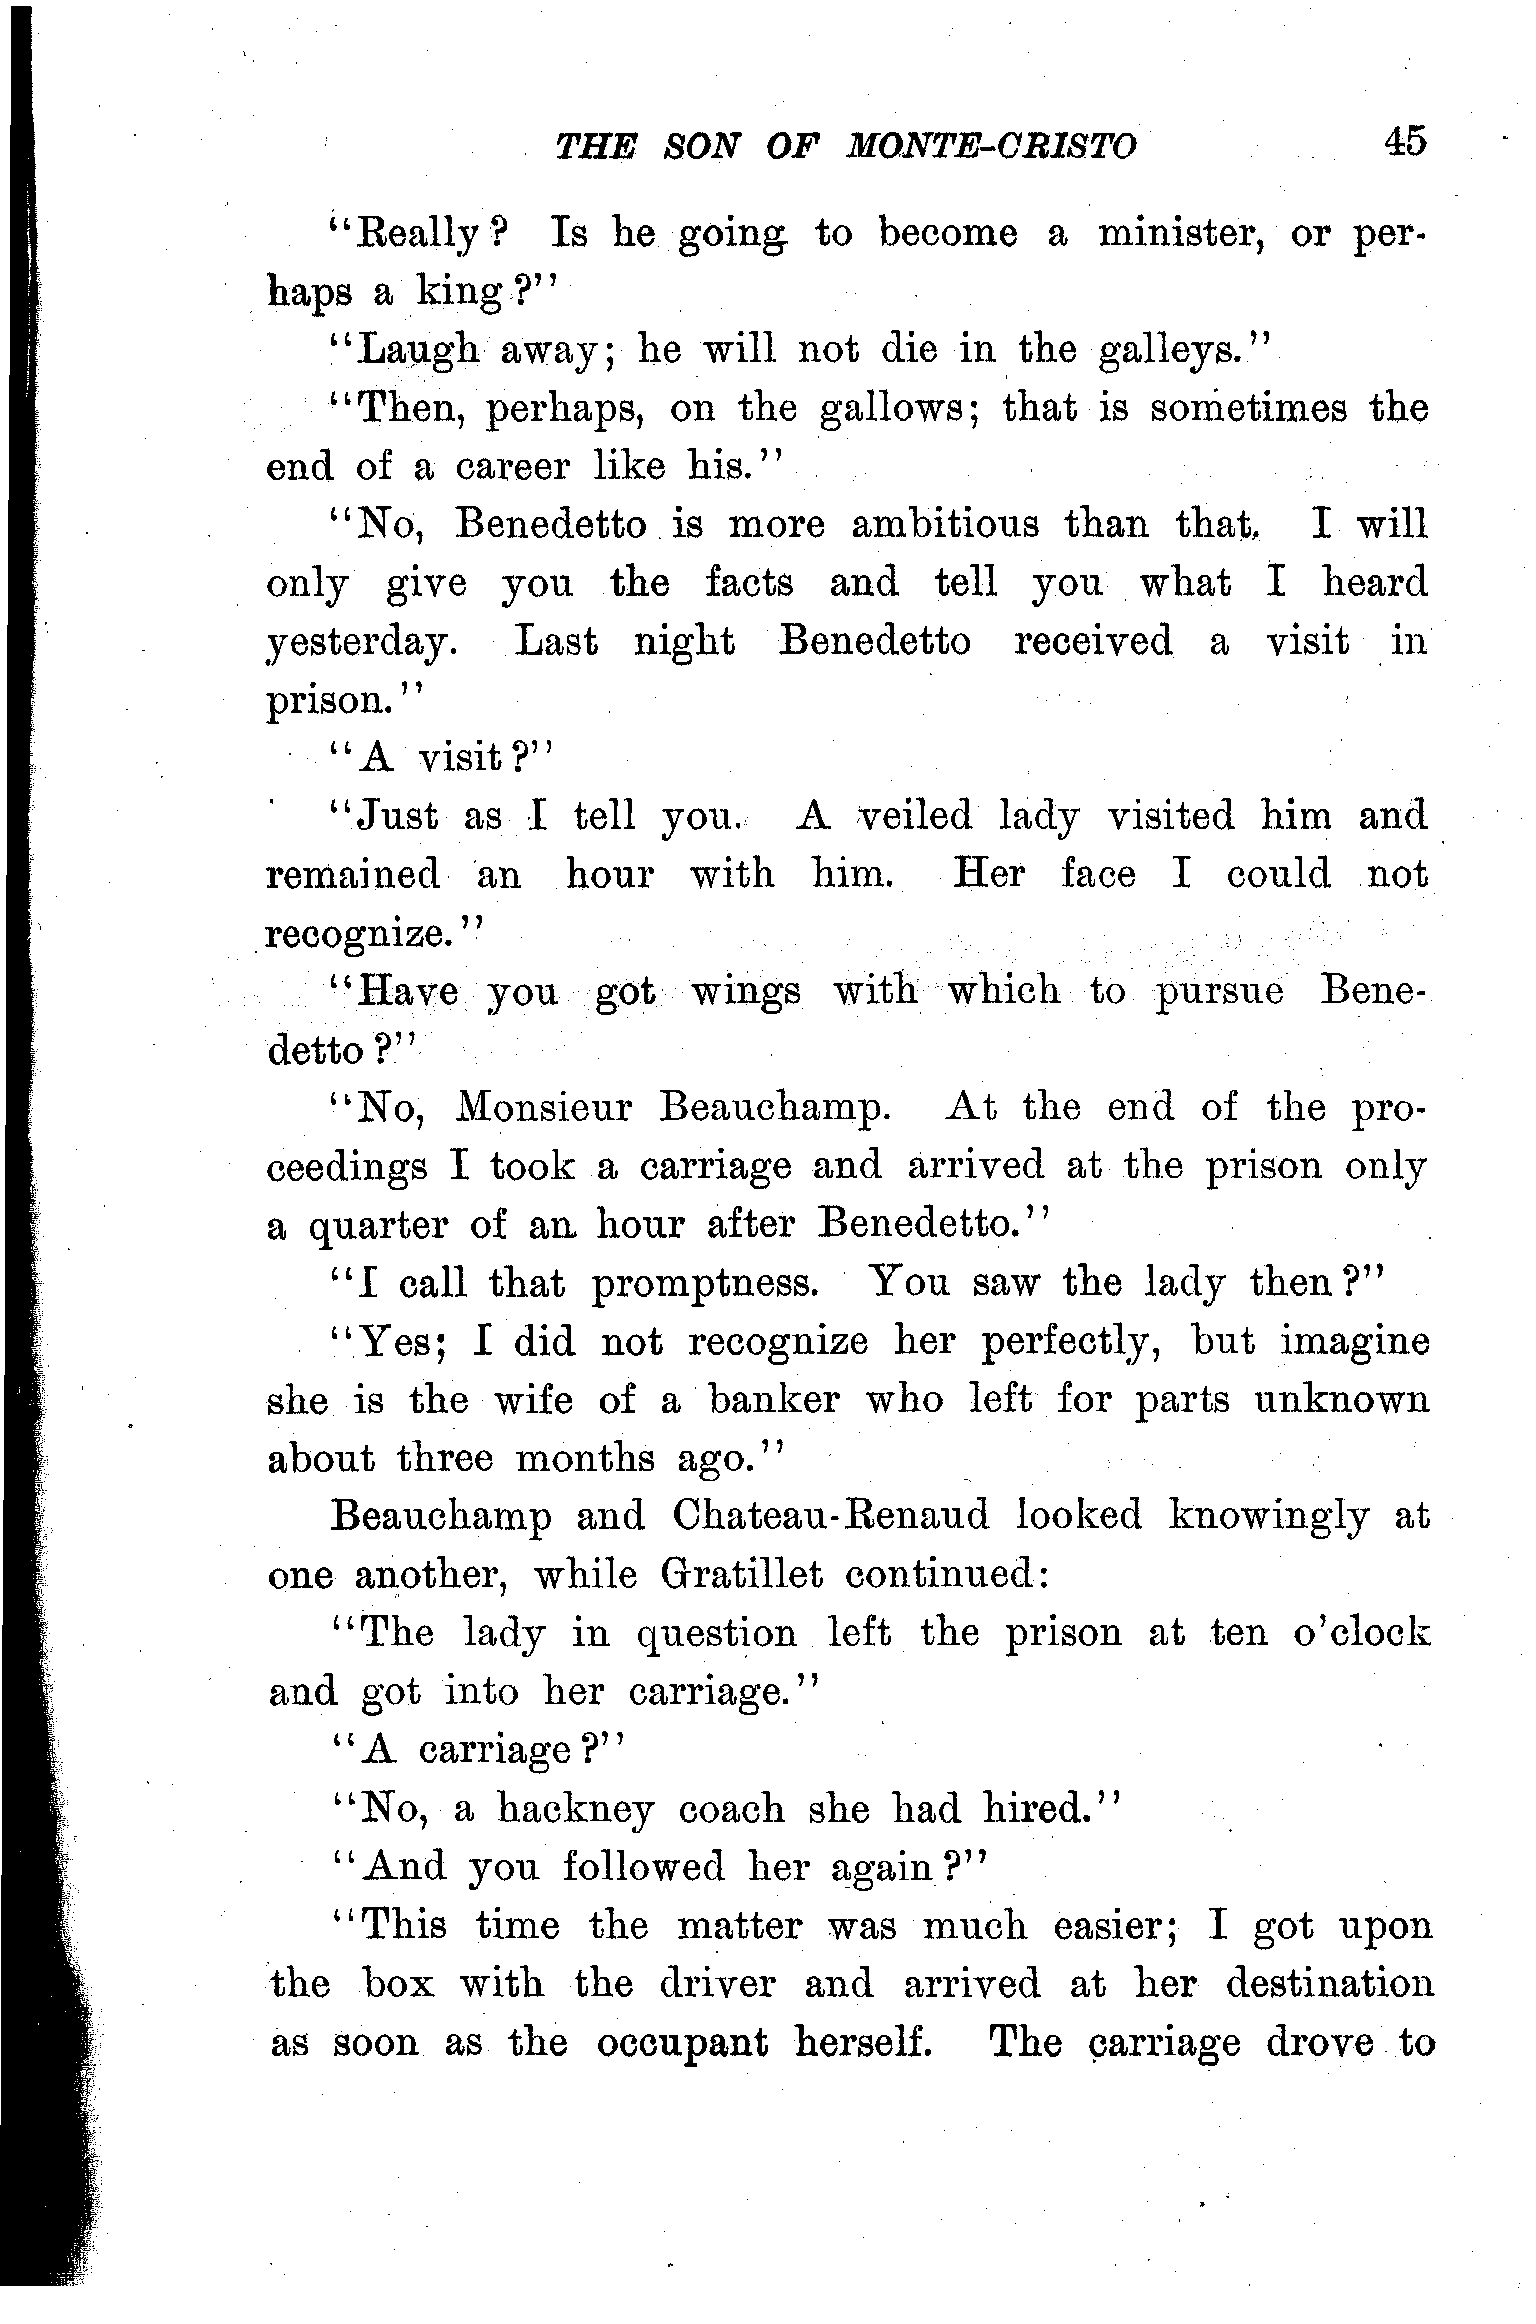 THE SON OF MONTE-CRISTO 45
"Really? Is he going to become a minister, or per-
haps a king?"
"Laugh away; he will not die in the galleys."
"Then, perhaps, on the gallows; that is sometimes the
end of a career like his."
"No, Benedetto is more ambitious than that. I will
only give you the facts and tell you what I heard
yesterday. Last night Benedetto received a visit in
prison."
"A visit?"
"Just as I tell you. A veiled lady visited him and
remained an hour with him. Her face I could not
recognize."
"Have you got wings with which to pursue Bene-
detto?"
"No, Monsieur Beauchamp. At the end of the pro-
ceedings I took a carriage and arrived at the prison only
a quarter of an hour after Benedetto."
"I call that promptness. You saw the lady then?"
"Yes; I did not recognize her perfectly, but imagine
she is the wife of a banker who left for parts unknown
about three months ago."
Beauchamp and Chateau-Renaud looked knowingly at
one another, while Gratillet continued:
"The lady in question left the prison at ten o'clock
and got into her carriage."
"A carriage?"
"No, a hackney coach she had hired."
"And you followed her again?"
"This time the matter was much easier; I got upon
the box with the driver and arrived at her destination
as soon as the occupant herself. The carriage drove to